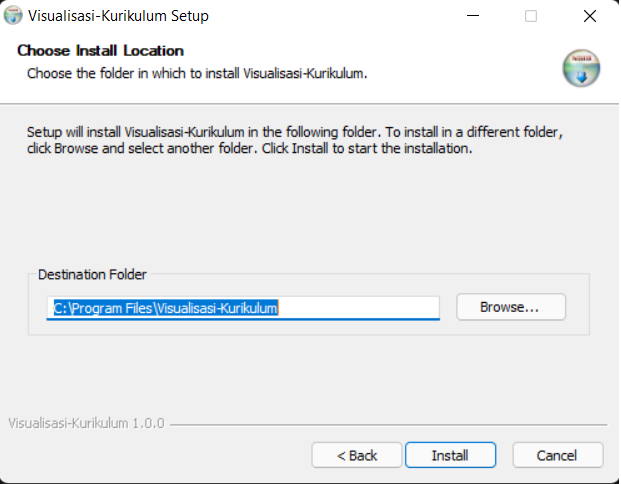 Visualisasi-Kurikulum Setup
Choose Install Location
Choose the folder in which to install Visualisasi-Kurikulum.
Setup will install Visualisasi-Kurikulum in the following folder. To install in a different folder,
click Browse and select another folder. Click Install to start the installation.
Destination Folder
C:\Program Files\Visualisasi-Kurikulum
Browse...
Visualisasi-Kurikulum 1.0.0
< Back
Install
Cancel